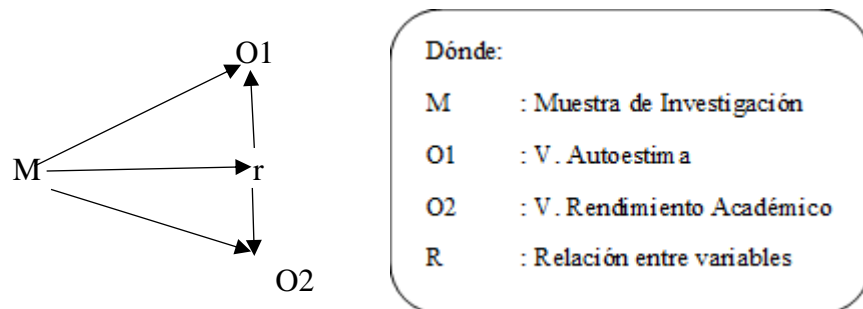 O1
M
r
O2
Dónde:
M : Muestra de Investigación
O1 : V. Autoestima
O2 : V. Rendimiento Académico
R : Relación entre variables